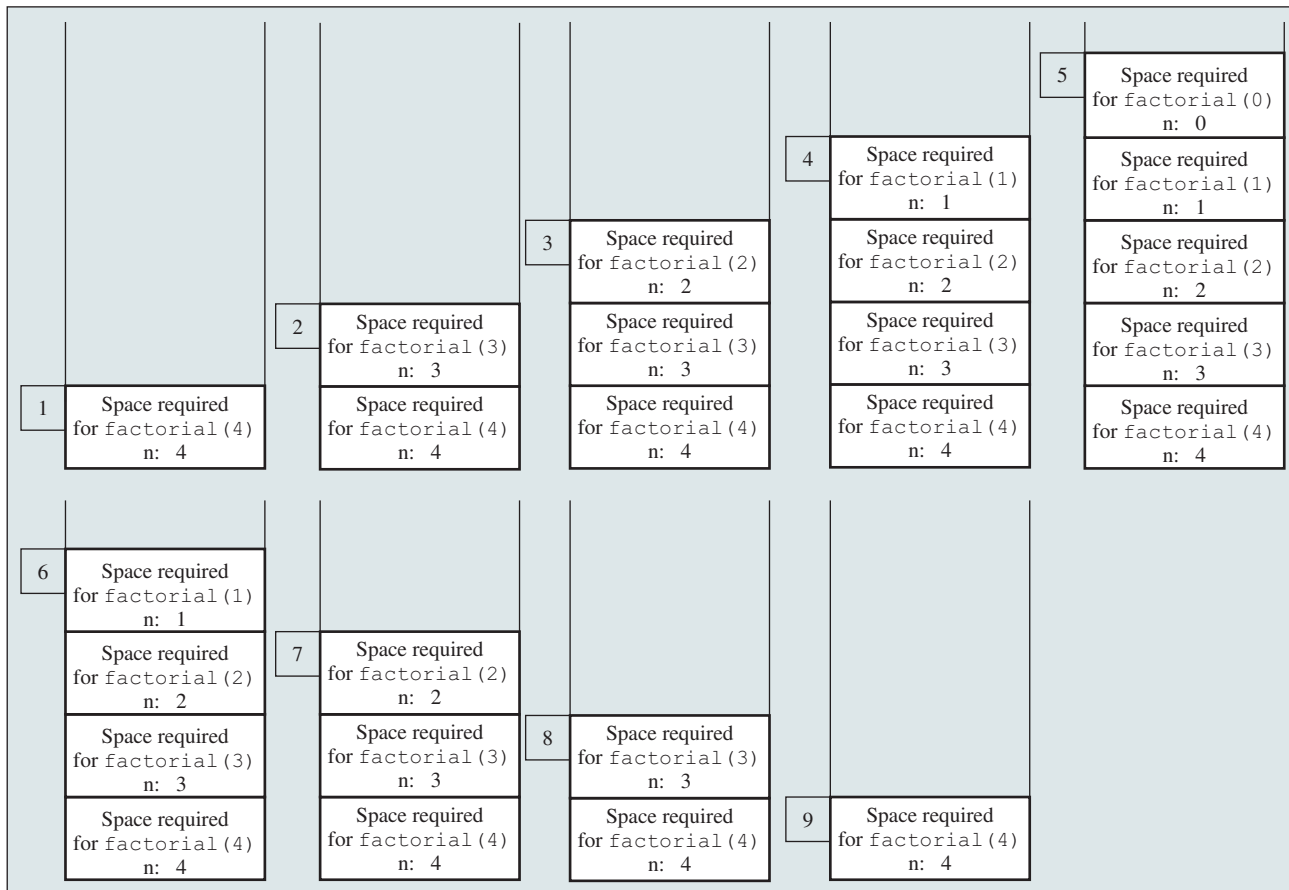 1
Space required
for factorial(4)
n: 4
2
Space required
for factorial(3)
n: 3
Space required
for factorial(4)
n: 4
3
Space required
for factorial(2)
n: 2
Space required
for factorial(3)
n: 3
Space required
for factorial(4)
n: 4
4
Space required
for factorial(1)
n: 1
Space required
for factorial(2)
n: 2
Space required
for factorial(3)
n: 3
Space required
for factorial(4)
n: 4
5
Space required
for factorial(0)
n: 0
Space required
for factorial(1)
n: 1
Space required
for factorial(2)
n: 2
Space required
for factorial(3)
n: 3
Space required
for factorial(4)
n: 4
6
Space required
for factorial(1)
n: 1
Space required
for factorial(2)
n: 2
Space required
for factorial(3)
n: 3
Space required
for factorial(4)
n: 4
7
Space required
for factorial(2)
n: 2
Space required
for factorial(3)
n: 3
Space required
for factorial(4)
n: 4
8
Space required
for factorial(3)
n: 3
Space required
for factorial(4)
n: 4
9
Space required
for factorial(4)
n: 4